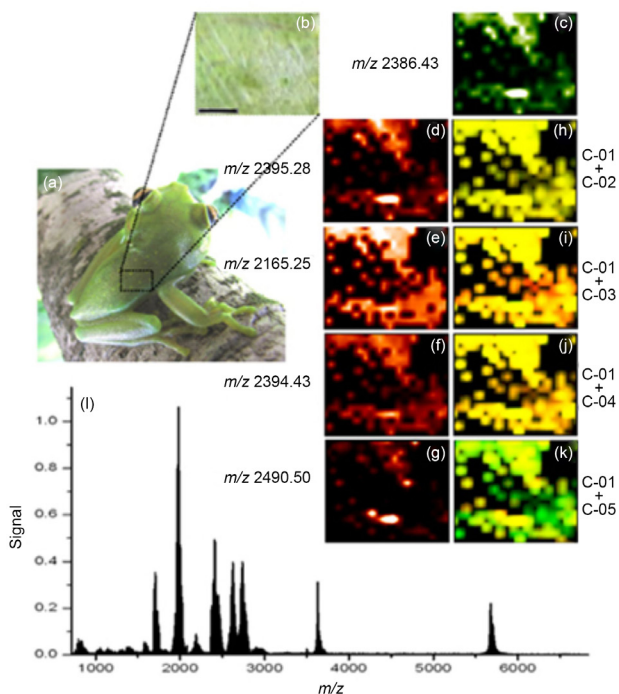 (b)
(c)
m/z 2386.43
(d)
(h)
m/z 2395.28
C-01
+
C-02
(a)
(e)
(i)
m/z 2165.25
C-01
+
C-03
(f)
(j)
m/z 2394.43
C-01
+
C-04
(g)
(k)
m/z 2490.50
C-01
+
C-05
(l)
1.0
0.8
0.6
0.4
0.2
0.0
Signal
1000 2000 3000 4000 5000 6000
m/z